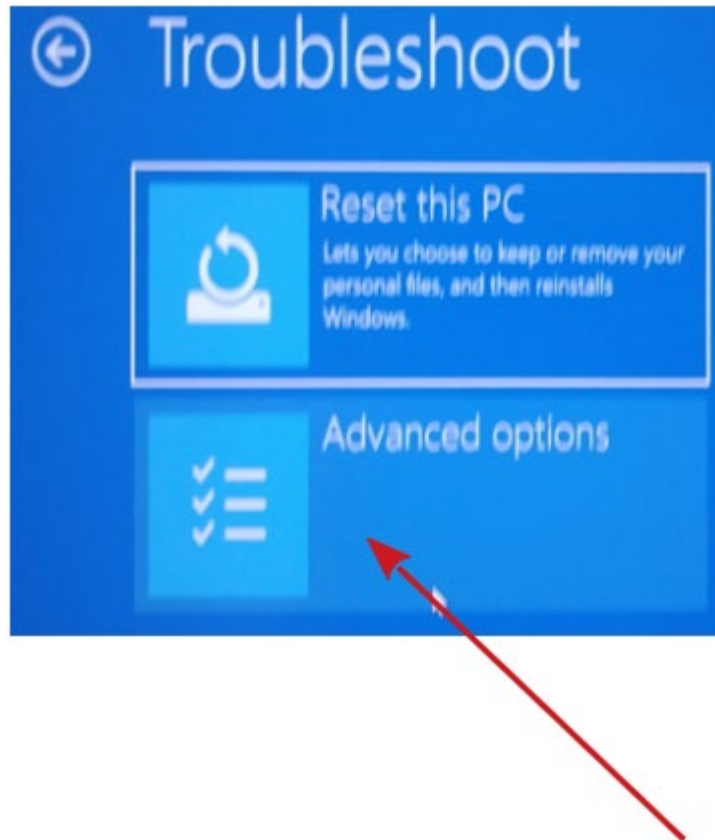 Troubleshoot
Reset this PC
Lets you choose to keep or remove your
personal files, and then reinstalls
Windows.
Advanced options